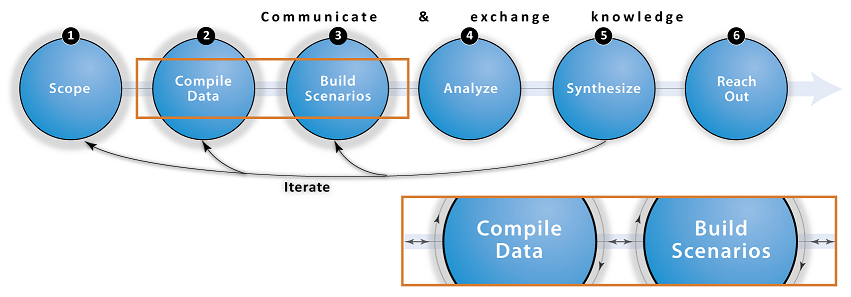 Communicate & exchange knowledge
1
2
3
4
5
6
Scope
Compile
Data
Build
Scenarios
Analyze
Synthesize
Reach
Out
Iterate
Compile
Data
Build
Scenarios